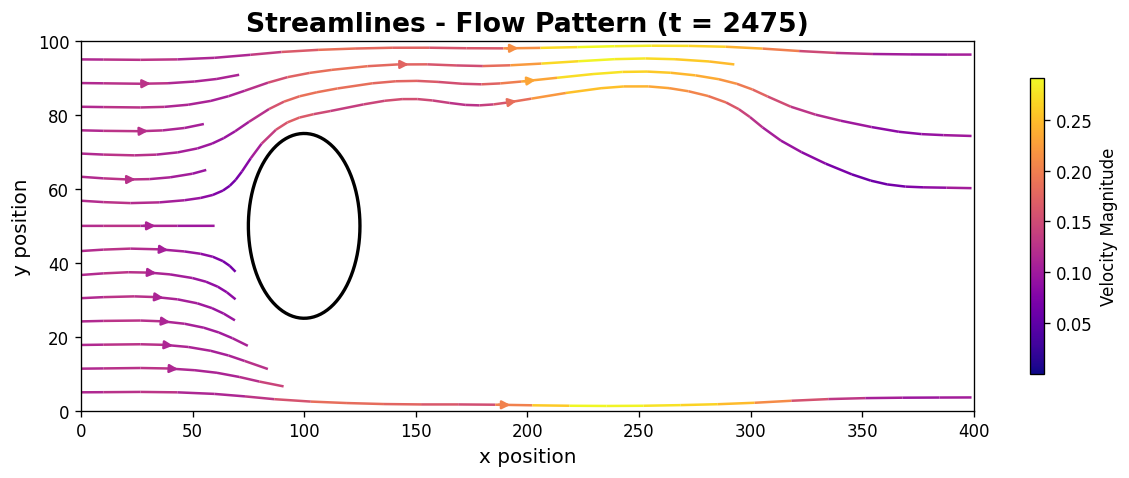 Streamlines - Flow Pattern (t = 2475)
100
80
60
40
20
0
y position
0 50 100 150 200 250 300 350 400
x position
0.25
0.20
0.15
0.10
0.05
Velocity Magnitude